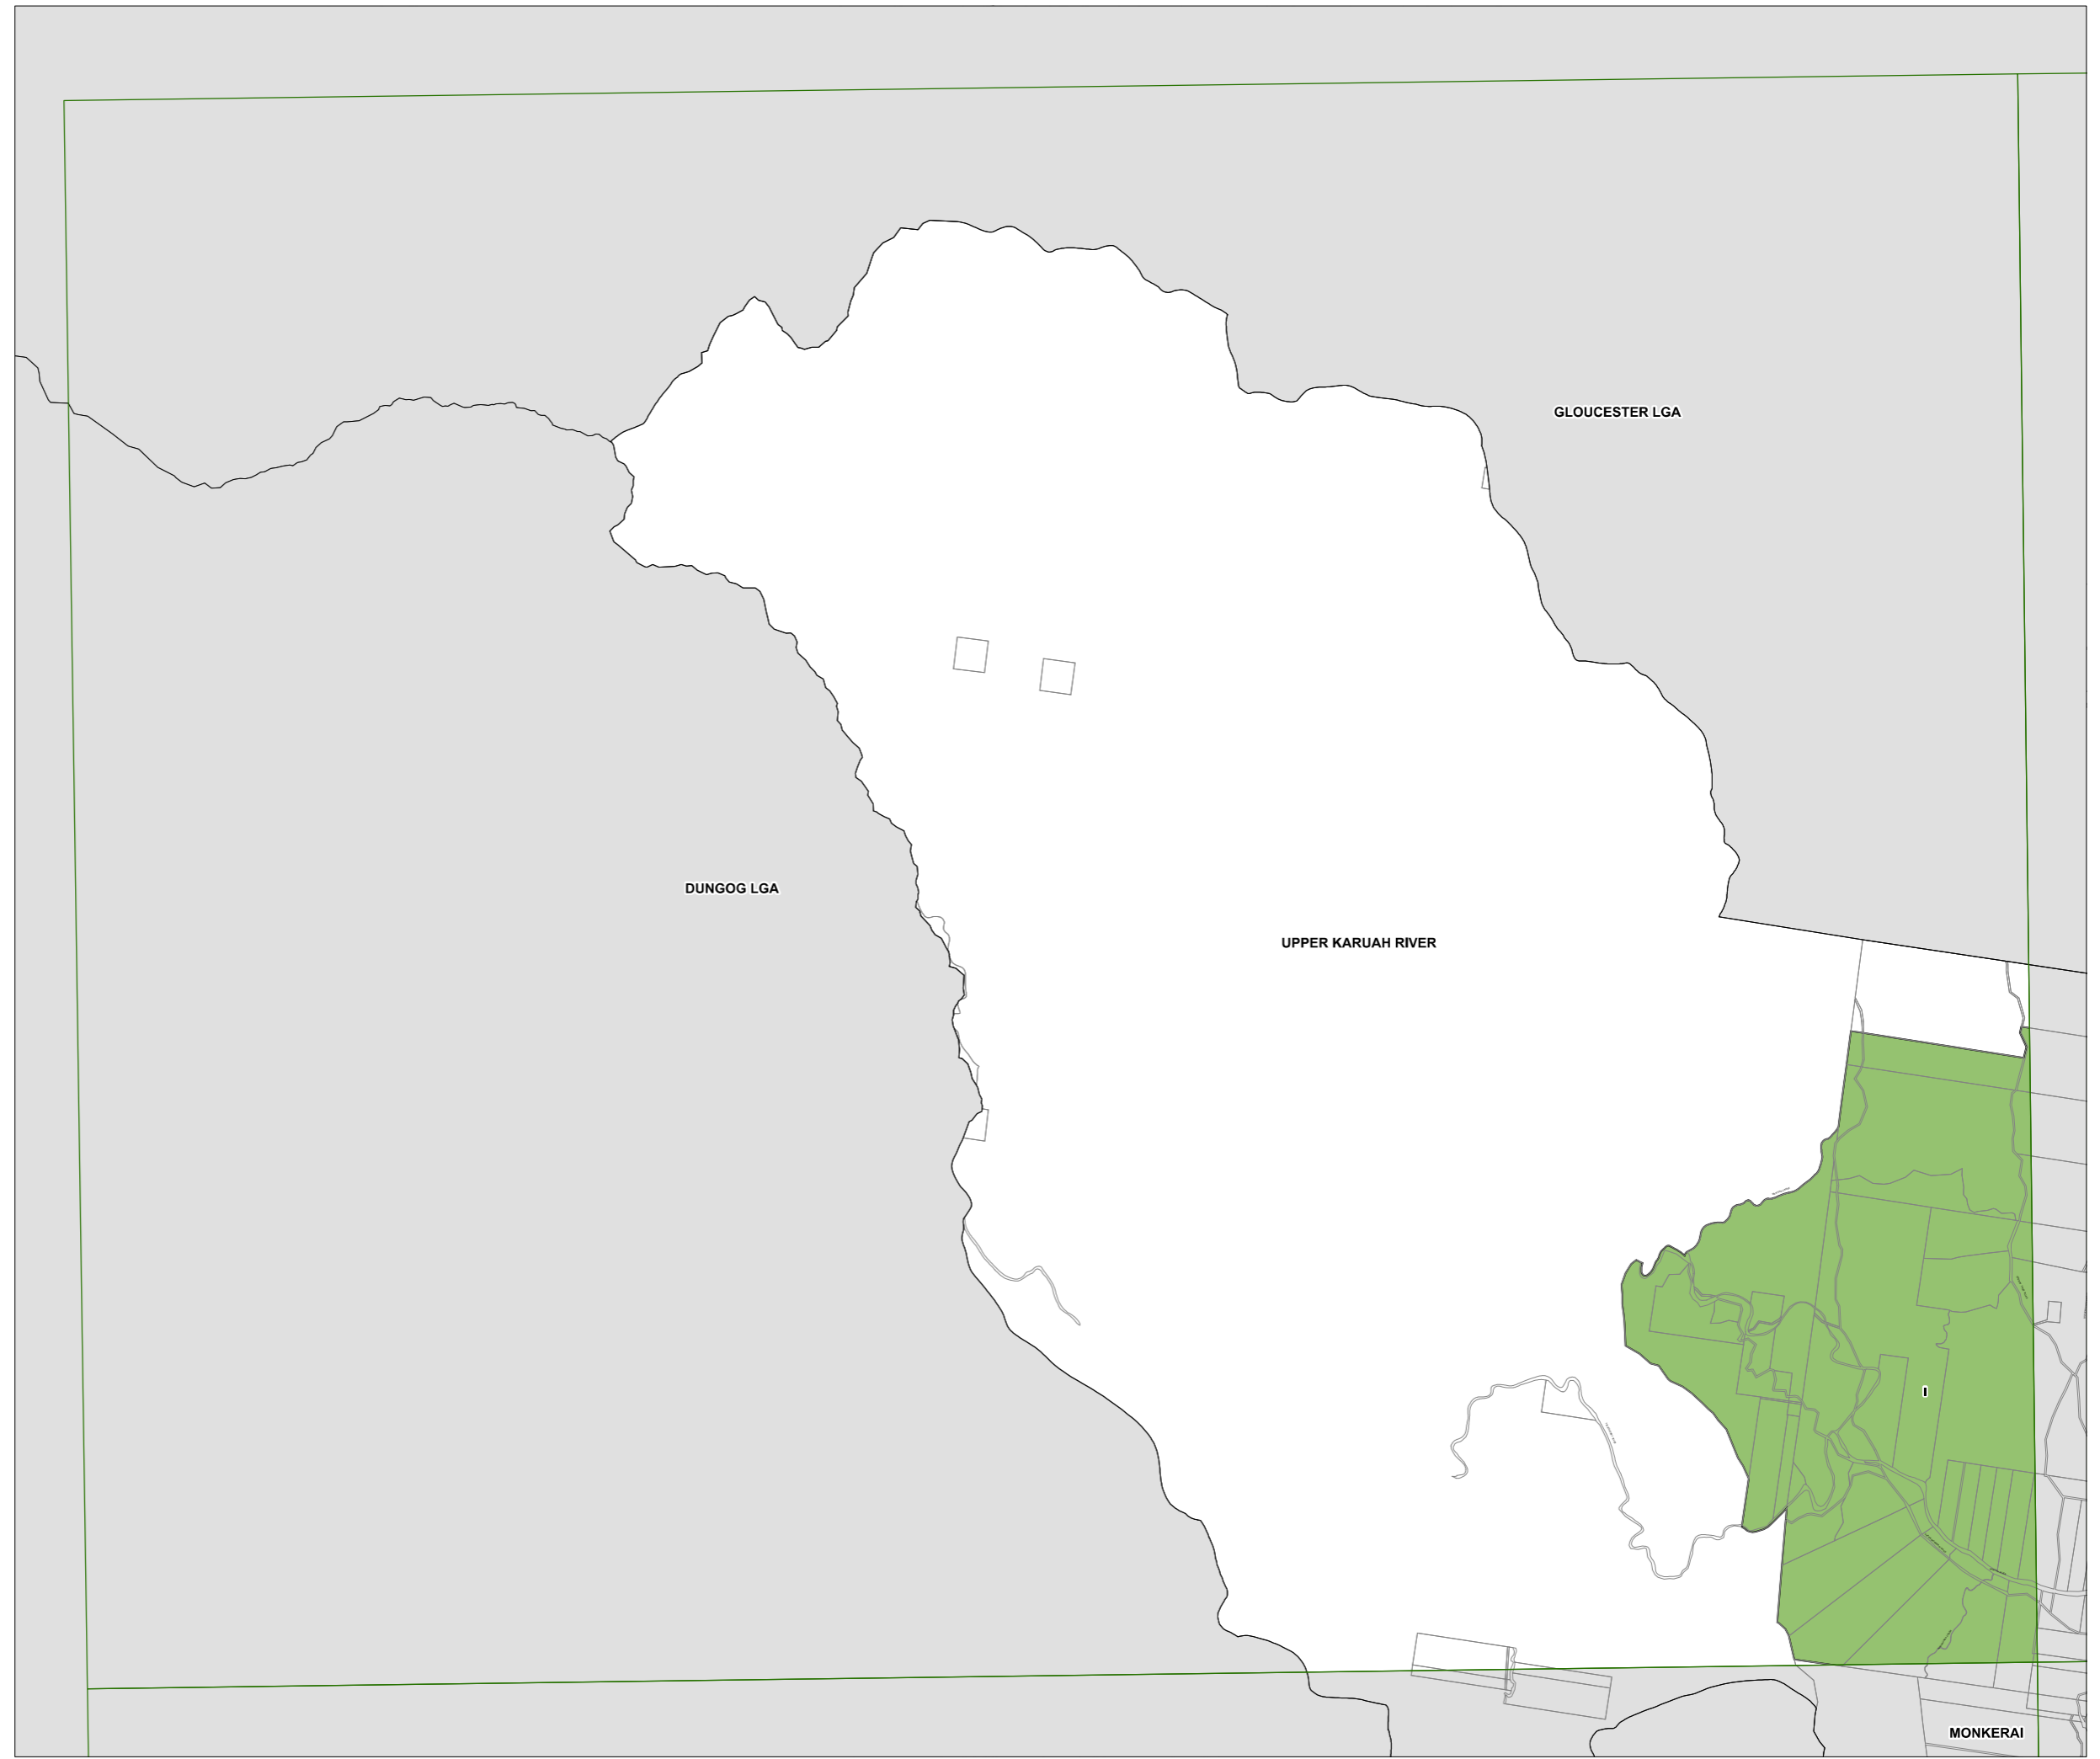 GLOUCESTER LGA
DUNGOG LGA
UPPER KARUAH RIVER
I
MONKERAI